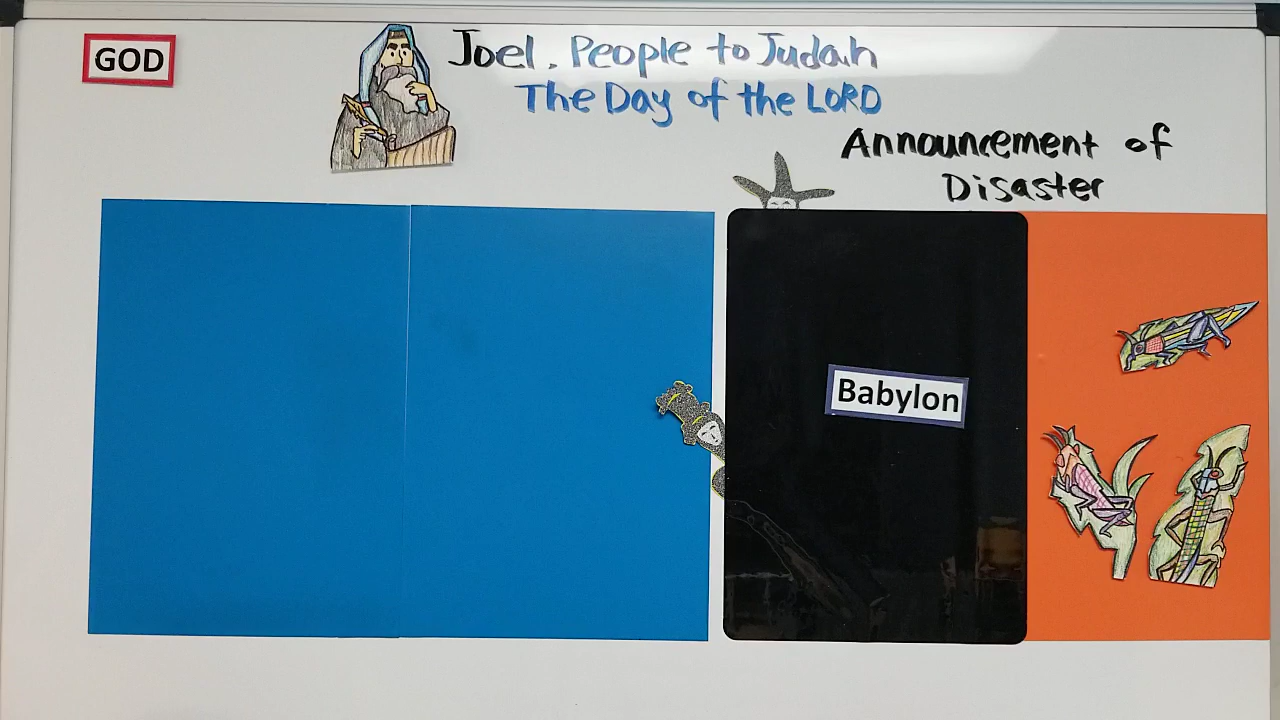 GOD
Joel. People to Judah
The Day of the LORD
Announcement of
Disaster
Babylon